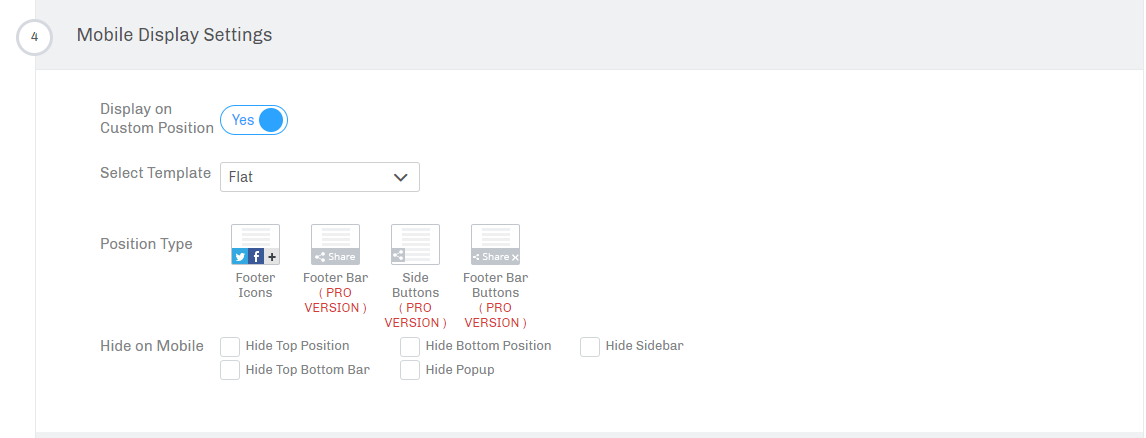 4
Mobile Display Settings
Display on
Custom Position
Yes
Select Template
Flat
Position Type
Share
Share
Footer
Icons
Footer Bar
( PRO
VERSION )
Side
Buttons
( PRO
VERSION )
Footer Bar
Buttons
( PRO
VERSION )
Hide on Mobile
Hide Top Position
Hide Bottom Position
Hide Sidebar
Hide Top Bottom Bar
Hide Popup